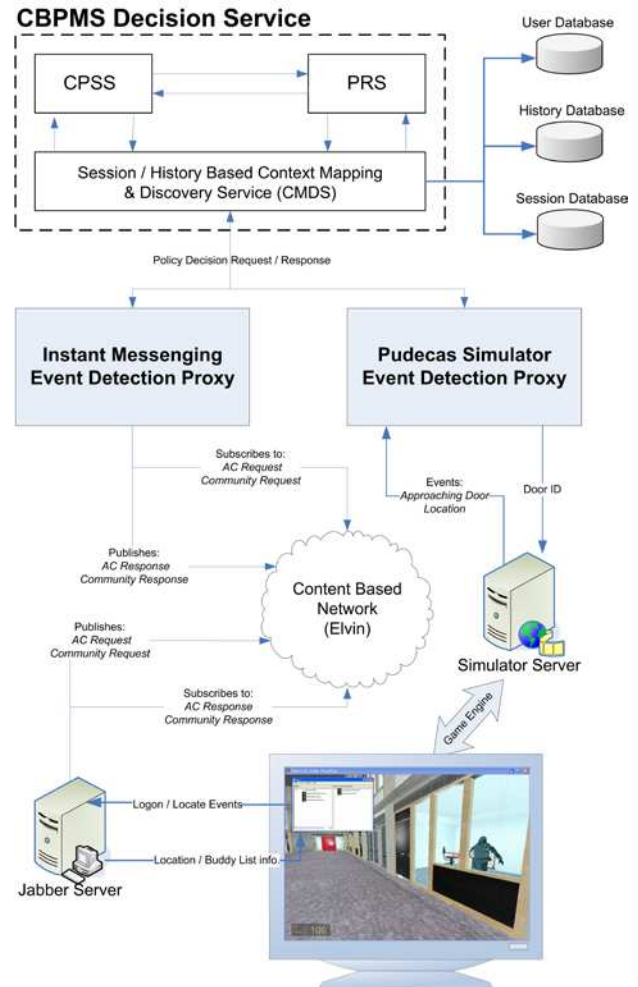 CBPMS Decision Service
User Database
CPSS
PRS
History Database
Session / History Based Context Mapping
& Discovery Service (CMDS)
Session Database
Policy Decision Request / Response
Instant Messenging
Event Detection Proxy
Pudecas Simulator
Event Detection Proxy
Subscribes to:
AC Request
Community Request
Events:
Approaching Door
Location
Door ID
Publishes:
AC Response
Community Response
Content Based
Network
(Elvin)
Publishes:
AC Request
Community Request
Simulator Server
Subscribes to:
AC Response
Community Response
Game Engine
Logon / Locate Events
Location / Buddy List info.
Jabber Server
100